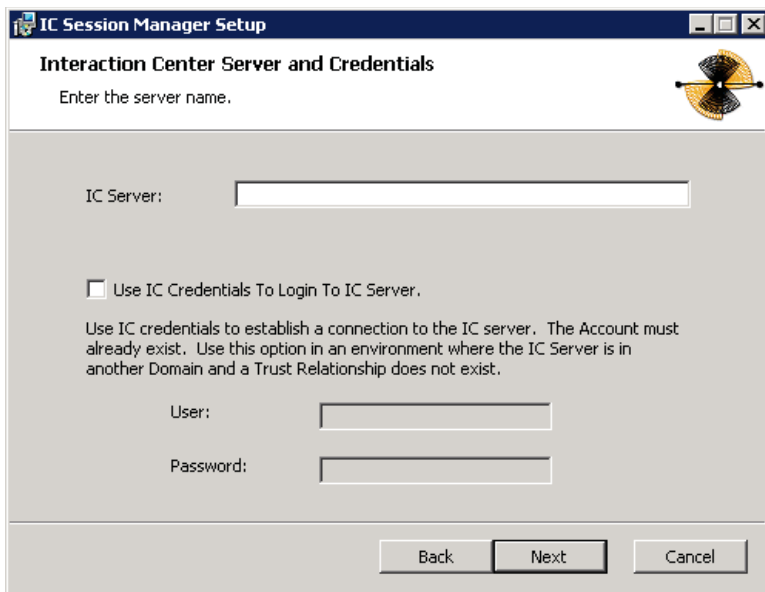 IC Session Manager Setup
Interaction Center Server and Credentials
Enter the server name.
IC Server:
Use IC Credentials To Login To IC Server.
Use IC credentials to establish a connection to the IC server.  The Account must
already exist.  Use this option in an environment where the IC Server is in
another Domain and a Trust Relationship does not exist.
User:
Password:
Back Next Cancel